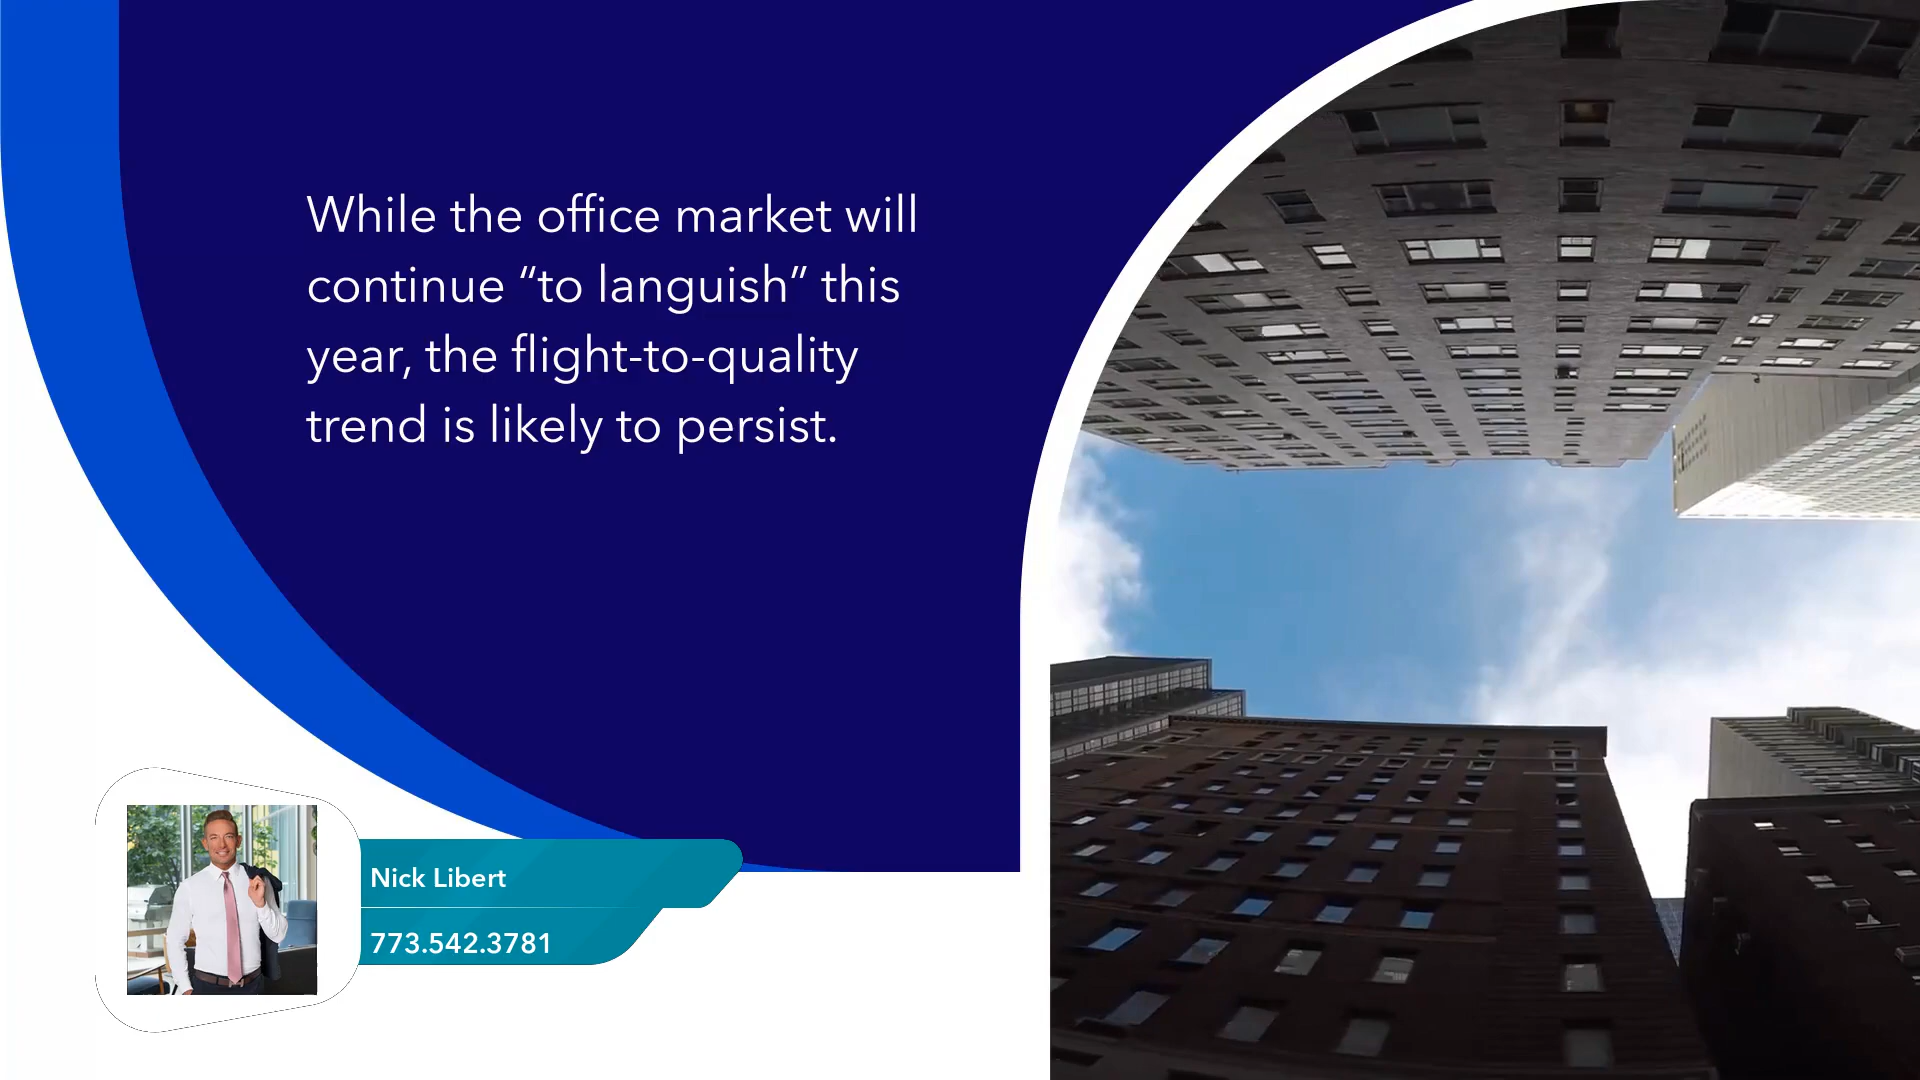 While the office market will
continue “to languish” this
year, the flight-to-quality
trend is likely to persist.
Nick Libert
773.542.3781